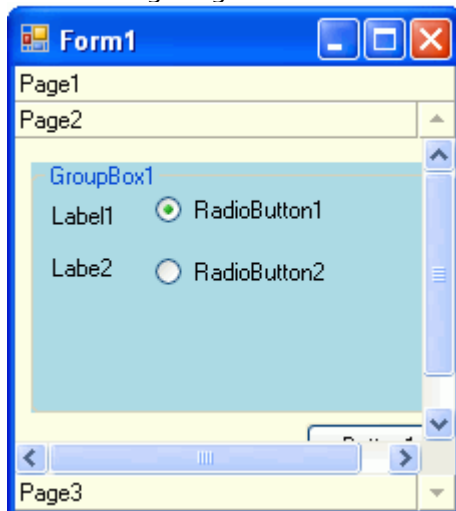 Form1
Page1
Page2
GroupBox1
Label1 RadioButton1
Labe2 RadioButton2
Page3